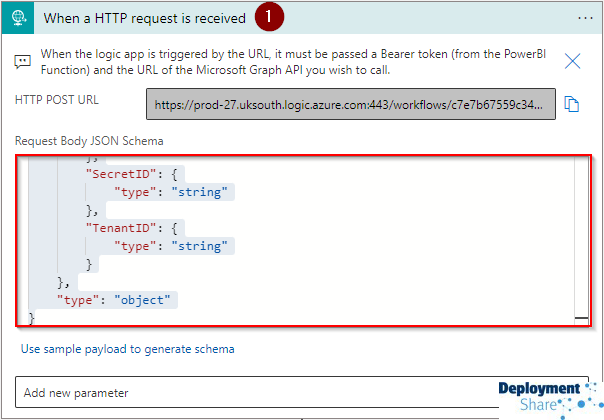 When a HTTP request is received
1
When the logic app is triggered by the URL, it must be passed a Bearer token (from the PowerBI
Function) and the URL of the Microsoft Graph API you wish to call.
HTTP POST URL
https://prod-27.uksouth.logic.azure.com:443/workflows/c7e7b67559c34...
Request Body JSON Schema
},
"SecretID": {
"type": "string"
},
"TenantID": {
"type": "string"
}
},
"type": "object"
}
Use sample payload to generate schema
Add new parameter
Deployment
Share